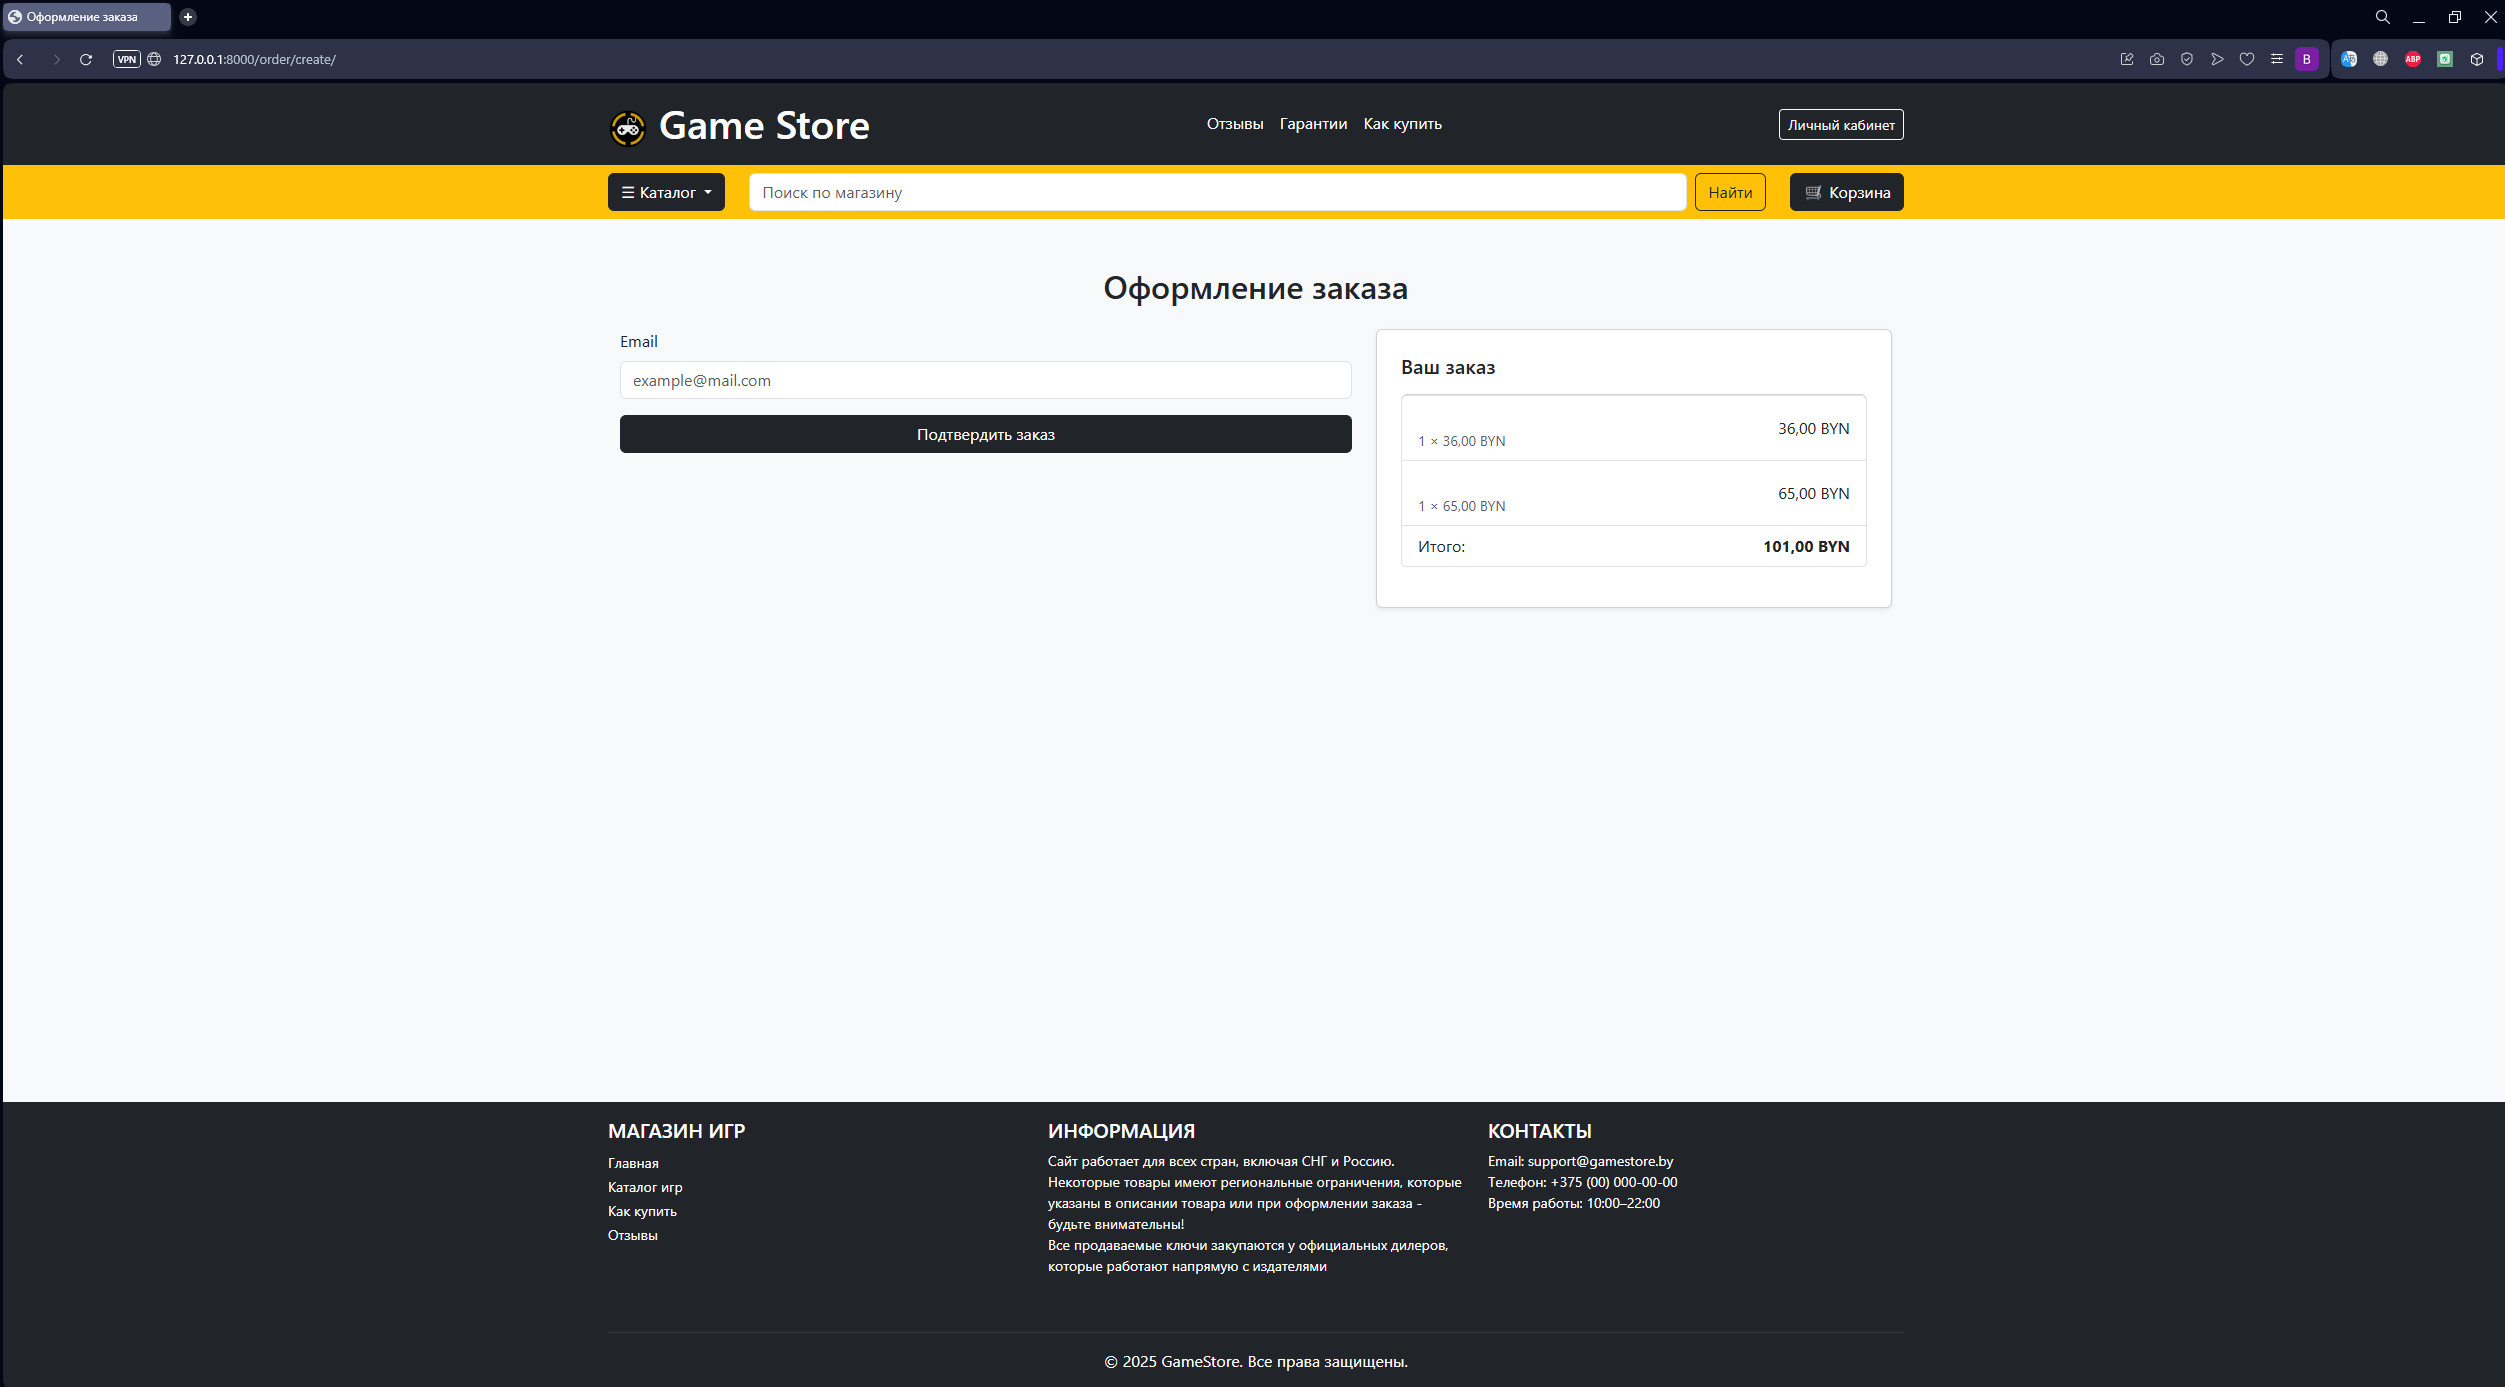 Оформление заказа
VPN
127.0.0.1:8000/order/create/
B
ABP
Game Store
Отзывы Гарантии Как купить
Личный кабинет
☰ Каталог
Поиск по магазину
Найти
Корзина
Оформление заказа
Email
example@mail.com
Подтвердить заказ
Ваш заказ
36,00 BYN
1 × 36,00 BYN
65,00 BYN
1 × 65,00 BYN
Итого: 101,00 BYN
МАГАЗИН ИГР
Главная
Каталог игр
Как купить
Отзывы
ИНФОРМАЦИЯ
Сайт работает для всех стран, включая СНГ и Россию.
Некоторые товары имеют региональные ограничения, которые
указаны в описании товара или при оформлении заказа -
будьте внимательны!
Все продаваемые ключи закупаются у официальных дилеров,
которые работают напрямую с издателями
КОНТАКТЫ
Email: support@gamestore.by
Телефон: +375 (00) 000-00-00
Время работы: 10:00–22:00
© 2025 GameStore. Все права защищены.